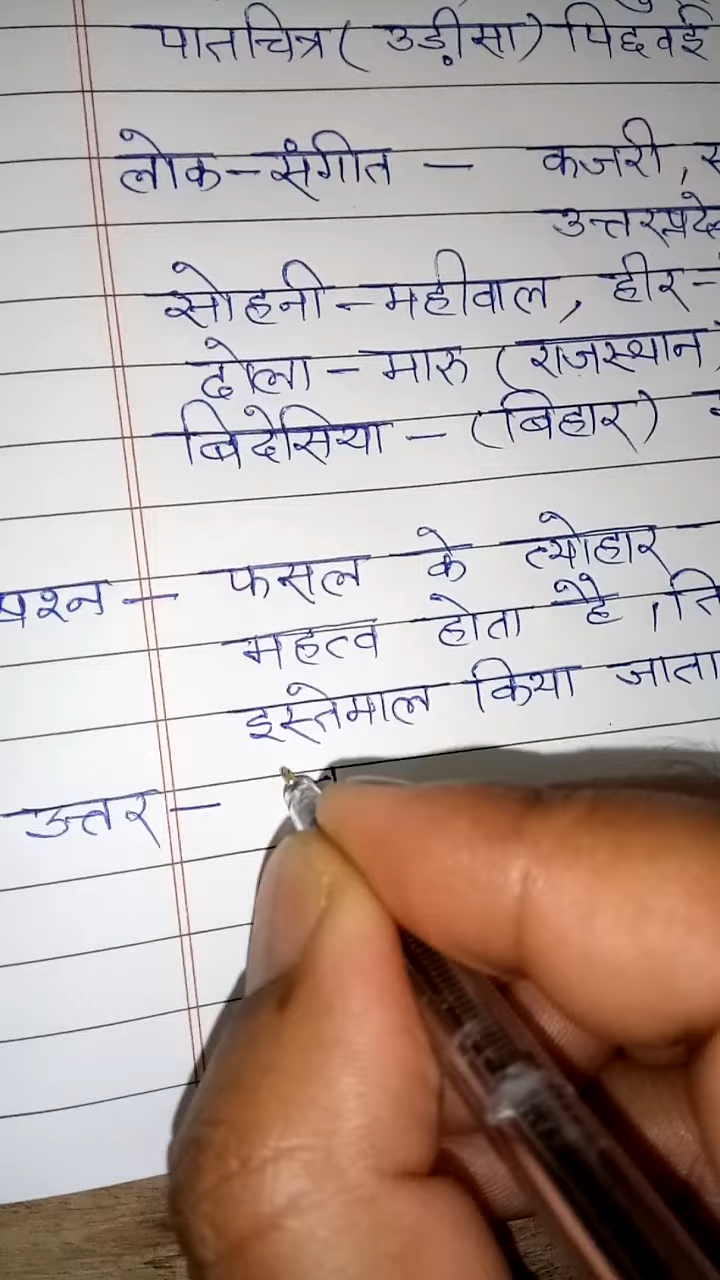 पातचित्र ( उड़ीसा ) पिछवई
लोक - संगीत - कजरी ,
उत्तरप्रदे
सोहनी - महीवाल , हीर -
ढोला - मारु ( राजस्थान
बिदेसिया - ( बिहार )
प्रश्न - फसल के त्योहार
महत्व होता है ,
इस्तेमाल किया जाता
उत्तर -